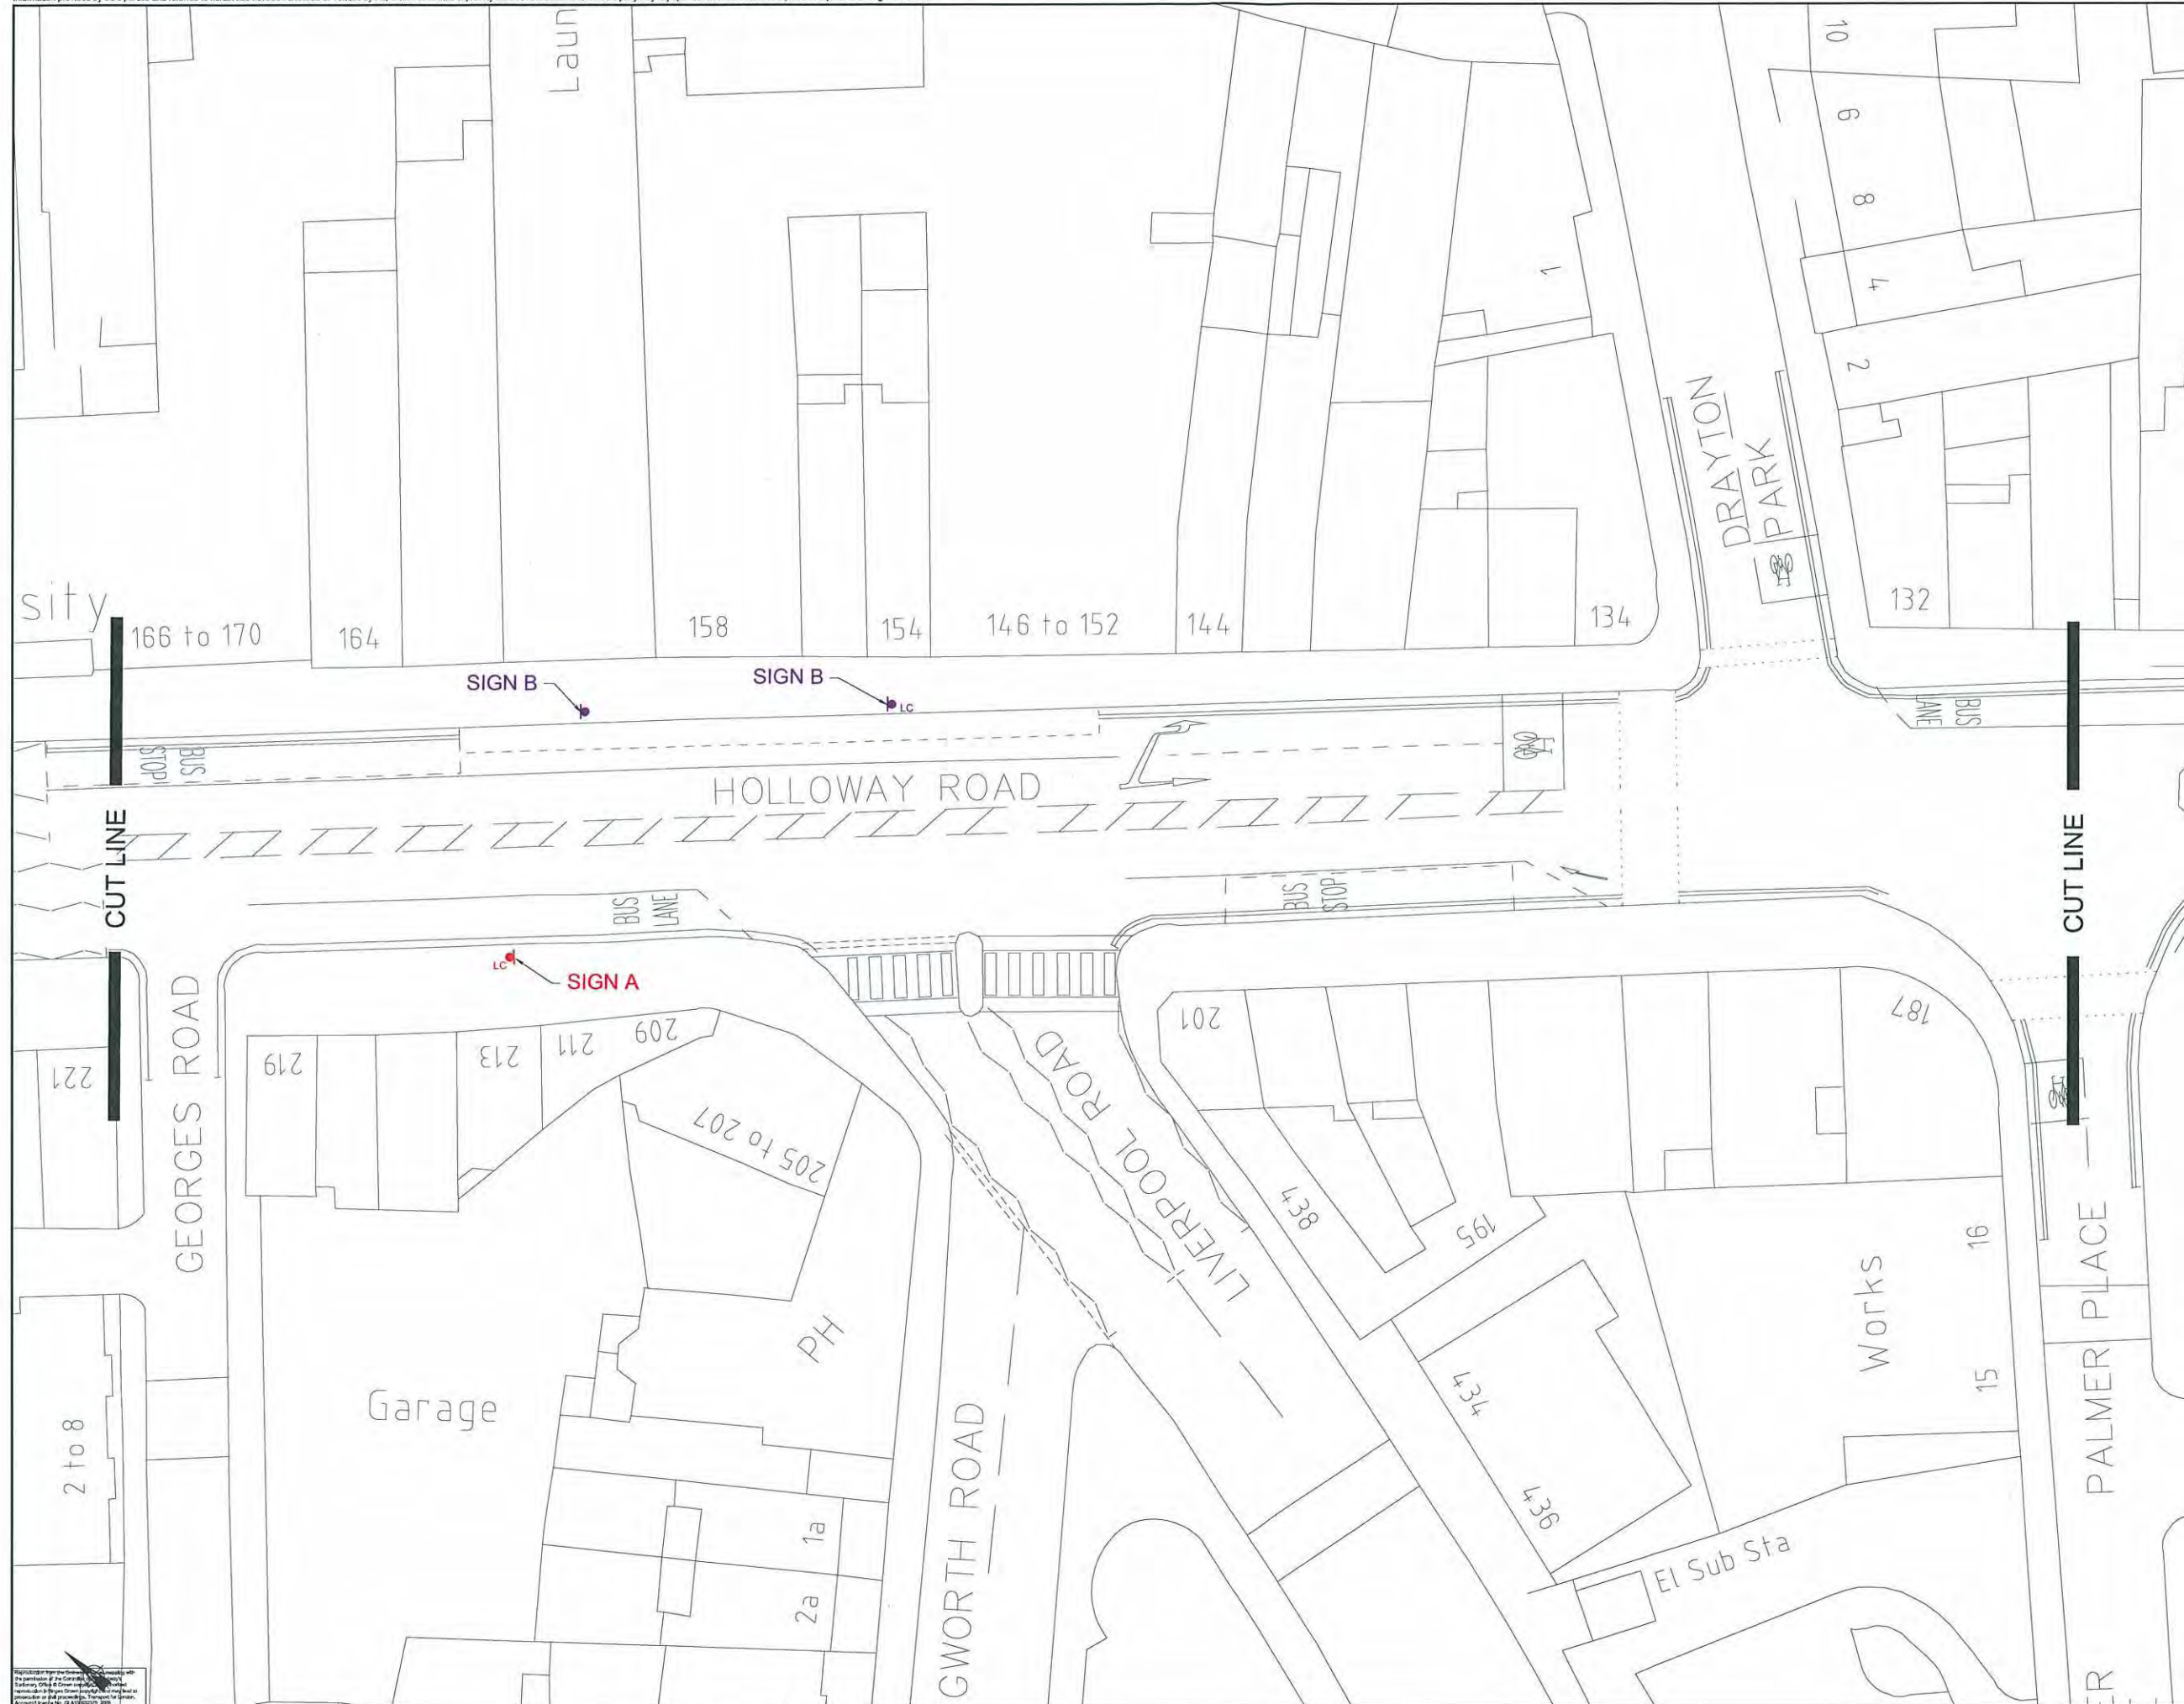 Laun
10
6
8
4
2
1
DRAYTON
PARK
sity
166 to 170
164
158
154
146 to 152
144
134
132
SIGN B
SIGN B
LC
BUS
STOP
HOLLOWAY ROAD
BUS
LANE
CUT LINE
CUT LINE
BUS
LANE
BUS
STOP
LC
SIGN A
GEORGES ROAD
221
219
213
211
209
205 to 207
201
187
LIVERPOOL ROAD
438
195
16
15
Works
PALMER PLACE
Garage
PH
2 to 8
434
436
1a
2a
GWORTH ROAD
El Sub Sta
ER